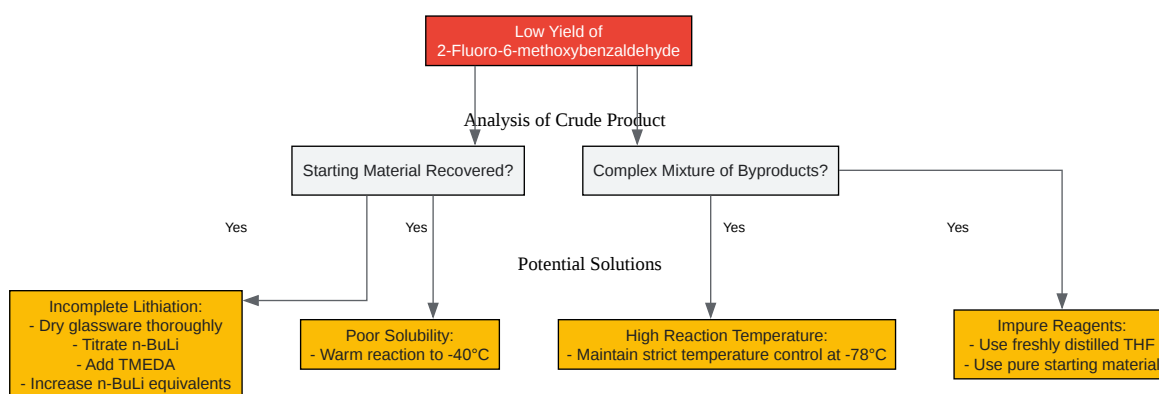 Low Yield of
2-Fluoro-6-methoxybenzaldehyde
Analysis of Crude Product
Starting Material Recovered?
Complex Mixture of Byproducts?
Yes
Yes
Yes
Yes
Potential Solutions
Incomplete Lithiation:
- Dry glassware thoroughly
- Titrate n-BuLi
- Add TMEDA
- Increase n-BuLi equivalents
Poor Solubility:
- Warm reaction to -40°C
High Reaction Temperature:
- Maintain strict temperature control at -78°C
Impure Reagents:
- Use freshly distilled THF
- Use pure starting material